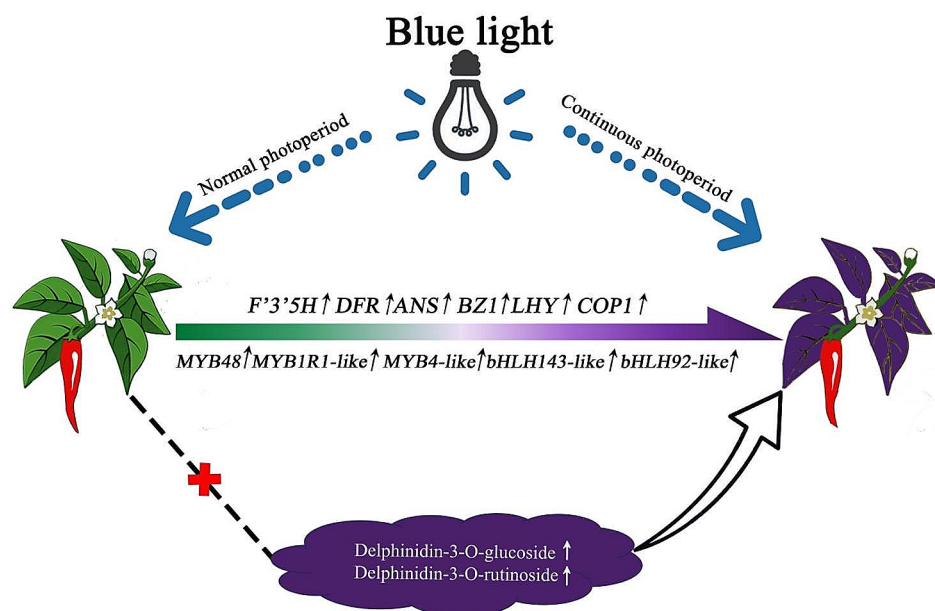 Blue light
Normal photoperiod
Continuous photoperiod
F'3'5H↑ DFR↑ ANS↑ BZ1↑ LHY↑ COP1↑
MYB48↑ MYB1R1-like↑ MYB4-like↑ bHLH143-like↑ bHLH92-like↑
Delphinidin-3-O-glucoside ↑
Delphinidin-3-O-rutinoside ↑